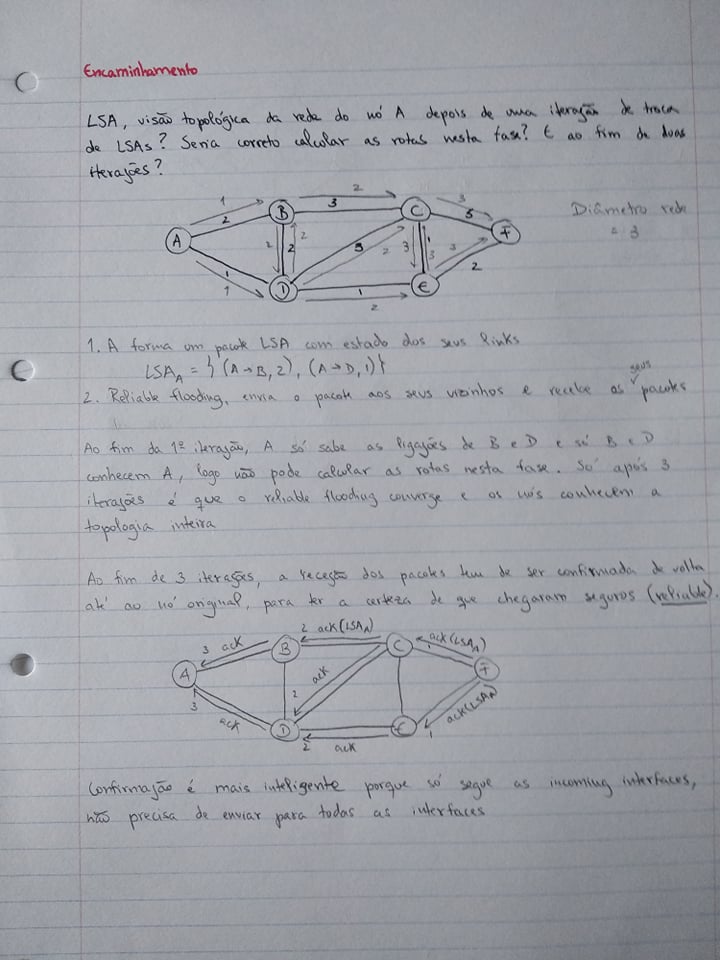 Encaminhamento
LSA, visão topológica da rede do nó A depois de uma iteração de troca
de LSAs? Seria correto calcular as rotas nesta fase? E ao fim de duas
iterações?
1 2 3
B 3 C 5 F
2 2 2
A 2 2 3 1 3 3
1 3 2 2
1 D 1 E
2
Diâmetro rede
= 3
1. A forma um pacote LSA com estado dos seus links
LSA_A = { (A→B, 2), (A→D, 1) }
2. Reliable flooding, envia o pacote aos seus vizinhos e recebe os seus pacotes
Ao fim da 1ª iteração, A só sabe as ligações de B e D e só B e D
conhecem A, logo não pode calcular as rotas nesta fase. Só após 3
iterações é que o reliable flooding converge e os nós conhecem a
topologia inteira
Ao fim de 3 iterações, a receção dos pacotes tem de ser confirmada de volta
até ao nó original, para ter a certeza de que chegaram seguros (reliable).
3 ack B 2 ack(LSA_A) C 1 ack(LSA_A)
A 2 ack F
3 ack D 2 ack E 1 ack(LSA_A)
Confirmação é mais inteligente porque só segue as incoming interfaces,
não precisa de enviar para todas as interfaces